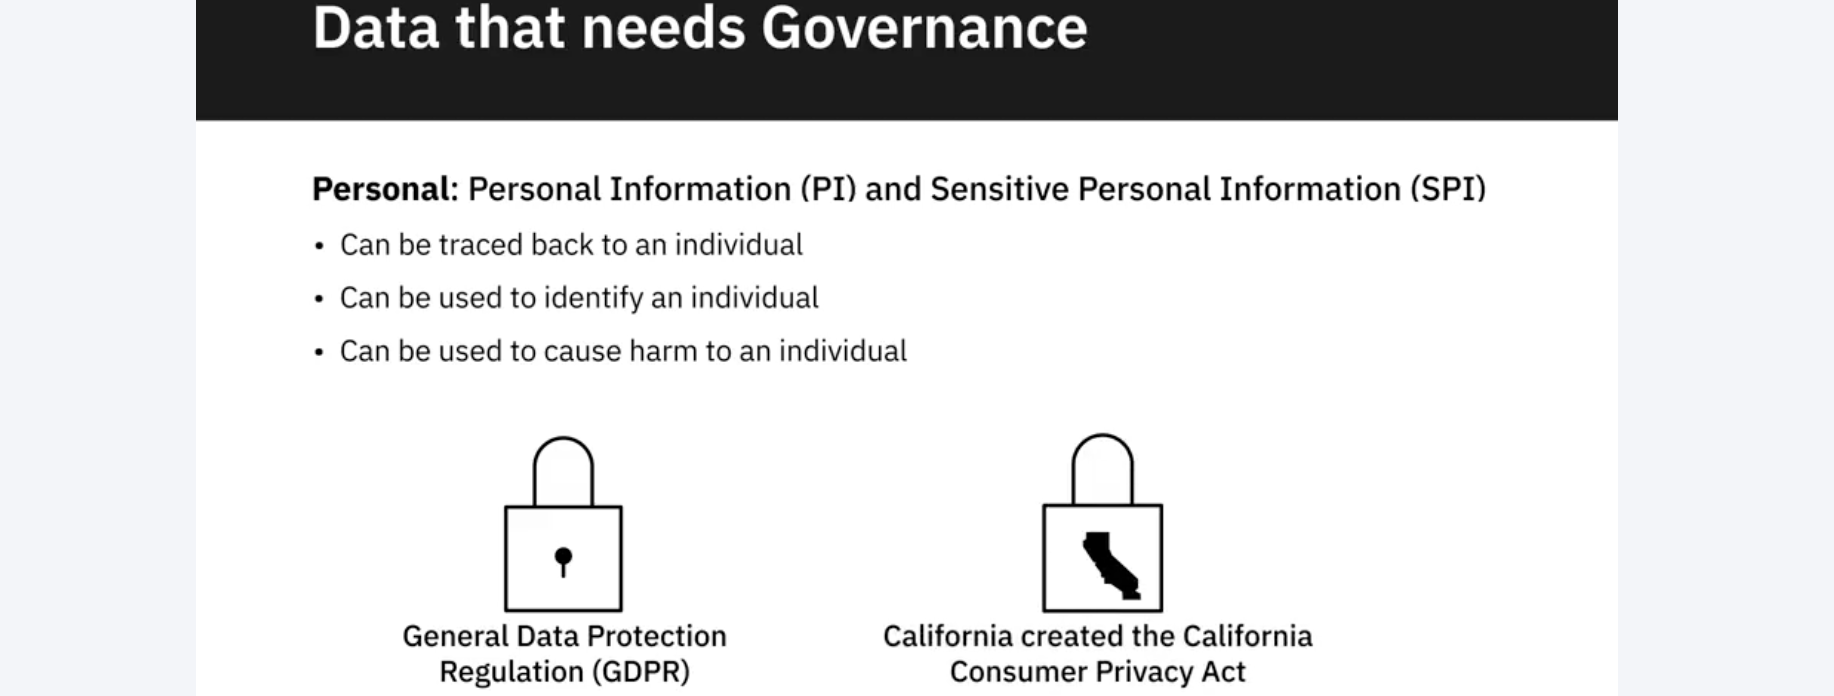 Data that needs Governance
Personal: Personal Information (PI) and Sensitive Personal Information (SPI)
• Can be traced back to an individual
• Can be used to identify an individual
• Can be used to cause harm to an individual
General Data Protection
Regulation (GDPR)
California created the California
Consumer Privacy Act